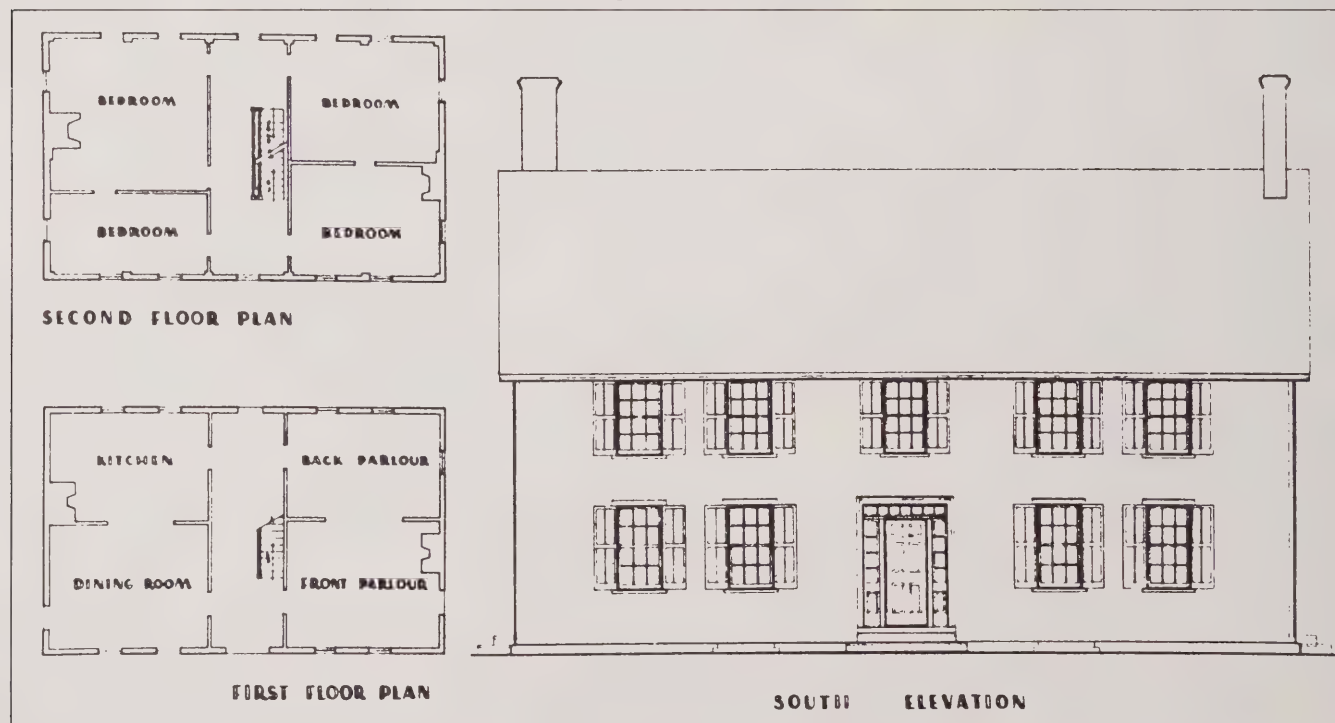 BEDROOM BEDROOM
BEDROOM BEDROOM
SECOND FLOOR PLAN
KITCHEN BACK PARLOUR
DINING ROOM FRONT PARLOUR
FIRST FLOOR PLAN
SOUTH ELEVATION